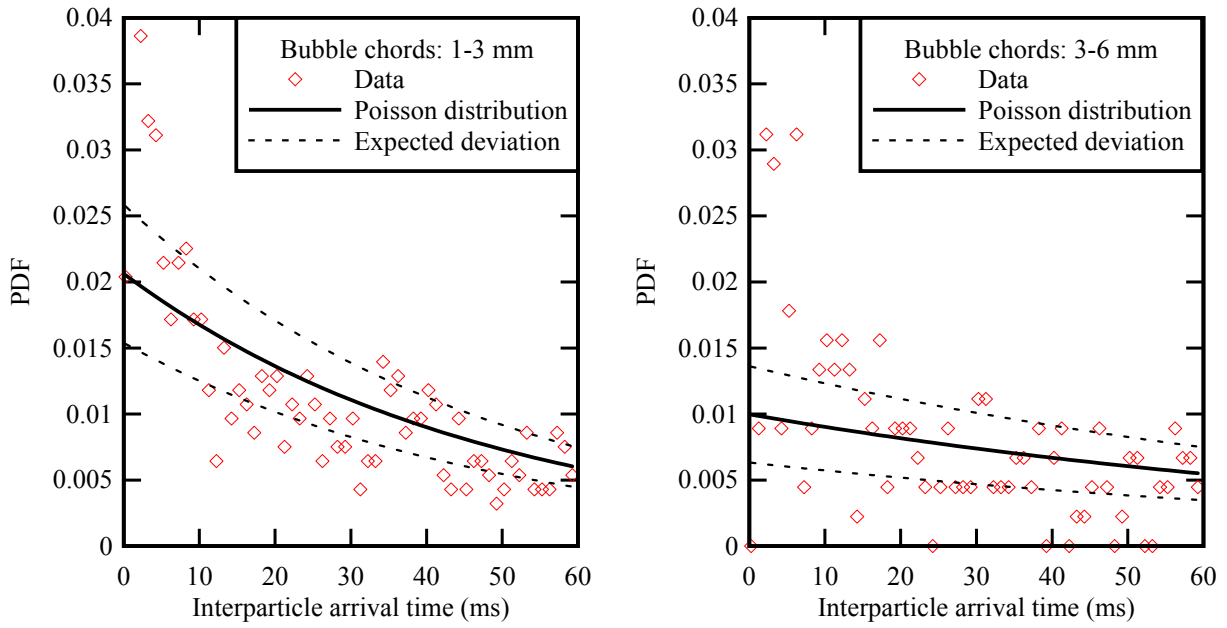 0.04
0.035
0.03
0.025
0.02
0.015
0.01
0.005
0
PDF
Bubble chords: 1-3 mm
Data
Poisson distribution
Expected deviation
0 10 20 30 40 50 60
Interparticle arrival time (ms)
0.04
0.035
0.03
0.025
0.02
0.015
0.01
0.005
0
PDF
Bubble chords: 3-6 mm
Data
Poisson distribution
Expected deviation
0 10 20 30 40 50 60
Interparticle arrival time (ms)